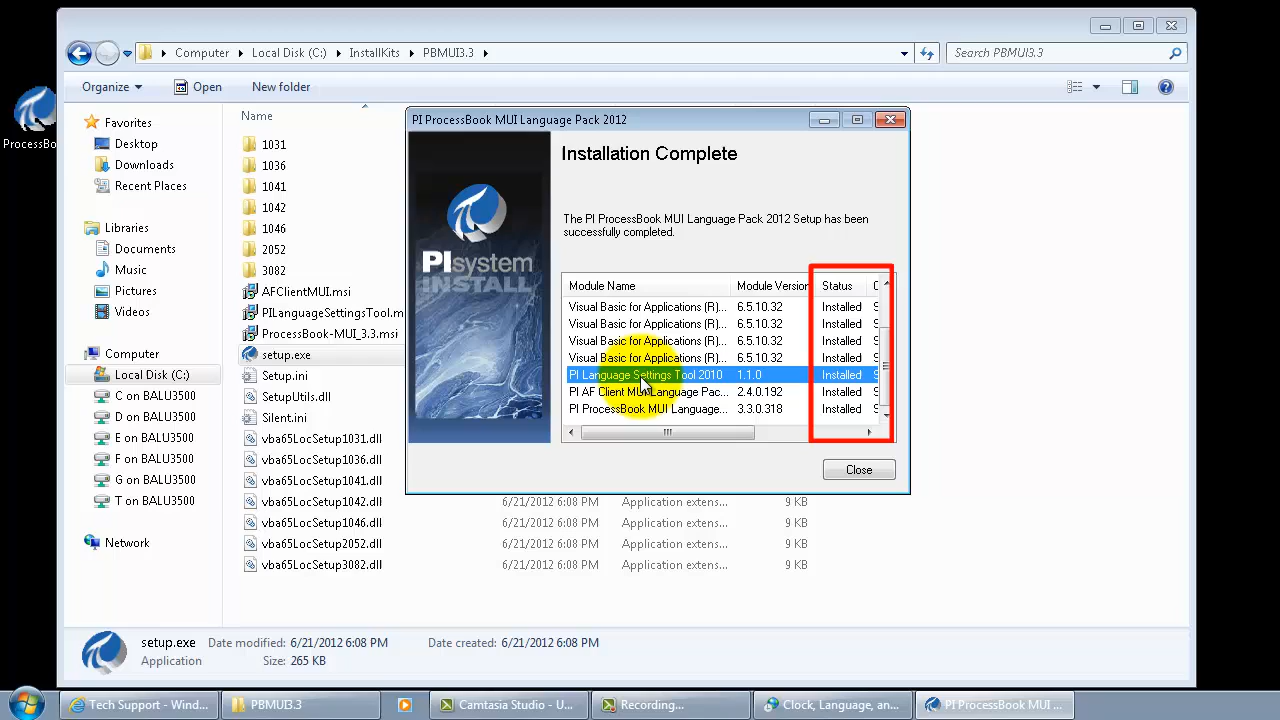 Computer
Local Disk (C:)
InstallKits
PBMUI3.3
Search PBMUI3.3
Organize
Open
New folder
ProcessBo
Favorites
Desktop
Downloads
Recent Places
Libraries
Documents
Music
Pictures
Videos
Computer
Local Disk (C:)
C on BALU3500
D on BALU3500
E on BALU3500
F on BALU3500
G on BALU3500
T on BALU3500
Network
Name
1031
1036
1041
1042
1046
2052
3082
AFClientMUI.msi
PILanguageSettingsTool.m
ProcessBook-MUI_3.3.msi
setup.exe
Setup.ini
SetupUtils.dll
Silent.ini
vba65LocSetup1031.dll
vba65LocSetup1036.dll
vba65LocSetup1041.dll
vba65LocSetup1042.dll 6/21/2012 6:08 PM Application extens... 9 KB
vba65LocSetup1046.dll 6/21/2012 6:08 PM Application extens... 9 KB
vba65LocSetup2052.dll 6/21/2012 6:08 PM Application extens... 9 KB
vba65LocSetup3082.dll 6/21/2012 6:08 PM Application extens... 9 KB
PI ProcessBook MUI Language Pack 2012
PIsystem
INSTALL
Installation Complete
The PI ProcessBook MUI Language Pack 2012 Setup has been
successfully completed.
Module Name Module Version Status
Visual Basic for Applications (R)... 6.5.10.32 Installed
Visual Basic for Applications (R)... 6.5.10.32 Installed
Visual Basic for Applications (R)... 6.5.10.32 Installed
Visual Basic for Applications (R)... 6.5.10.32 Installed
PI Language Settings Tool 2010 1.1.0 Installed
PI AF Client MUI Language Pac... 2.4.0.192 Installed
PI ProcessBook MUI Language... 3.3.0.318 Installed
Close
setup.exe Date modified: 6/21/2012 6:08 PM Date created: 6/21/2012 6:08 PM
Application Size: 265 KB
Tech Support - Wind...
PBMUI3.3
Camtasia Studio - U...
Recording...
Clock, Language, an...
PI ProcessBook MUI ...